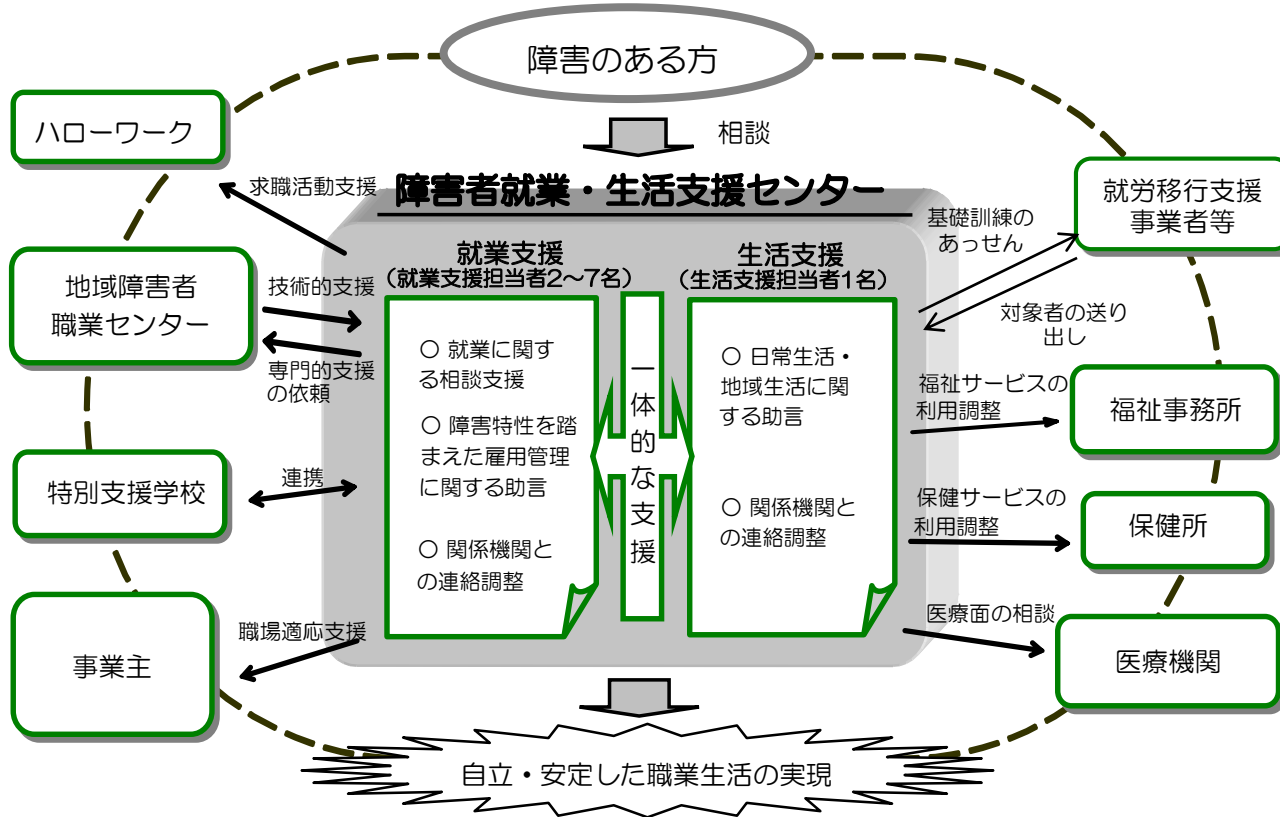 障害のある方
相談
ハローワーク
求職活動支援
障害者就業・生活支援センター
就労移行支援
事業者等
基礎訓練の
あっせん
対象者の送り
出し
地域障害者
職業センター
技術的支援
専門的支援
の依頼
就業支援
（就業支援担当者2～7名）
○ 就業に関す
る相談支援
○ 障害特性を踏
まえた雇用管理
に関する助言
○ 関係機関と
の連絡調整
一体的な支援
生活支援
（生活支援担当者1名）
○ 日常生活・
地域生活に関
する助言
○ 関係機関と
の連絡調整
福祉サービスの
利用調整
福祉事務所
特別支援学校
連携
保健サービスの
利用調整
保健所
事業主
職場適応支援
医療面の相談
医療機関
自立・安定した職業生活の実現